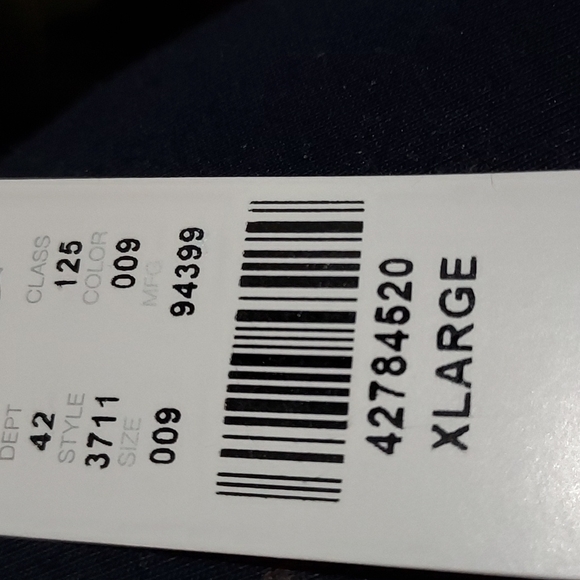 DEPT CLASS
42 125
STYLE COLOR
3711 009
SIZE MFG
009 94399
42784520
XLARGE